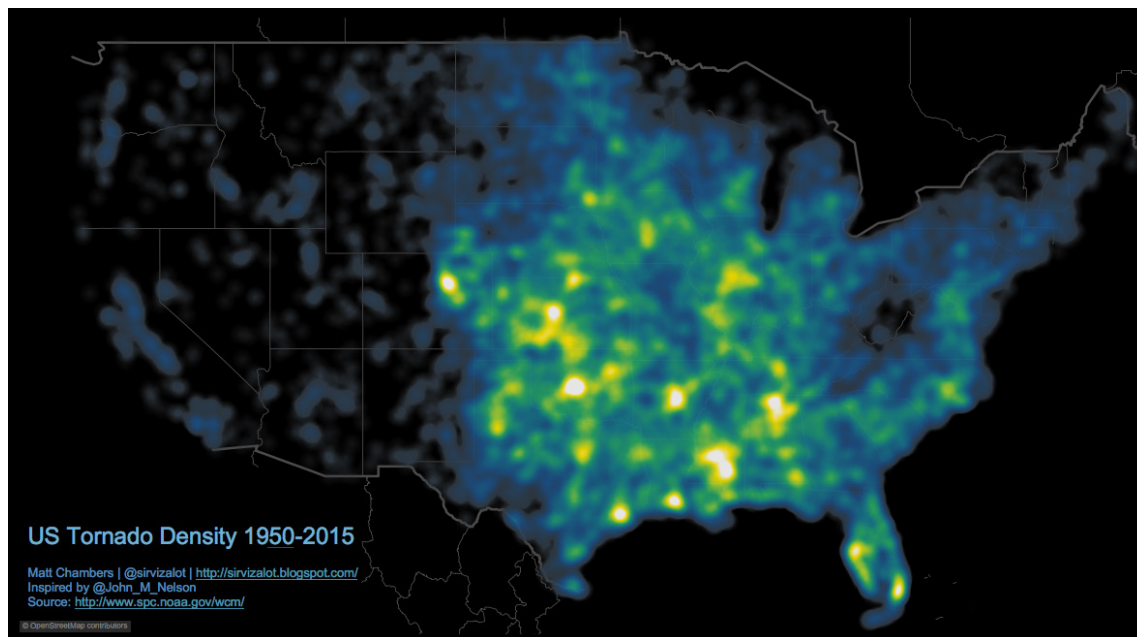 US Tornado Density 1950-2015
Matt Chambers | @sirvizalot | http://sirvizalot.blogspot.com/
Inspired by @John_M_Nelson
Source: http://www.spc.noaa.gov/wcm/
© OpenStreetMap contributors